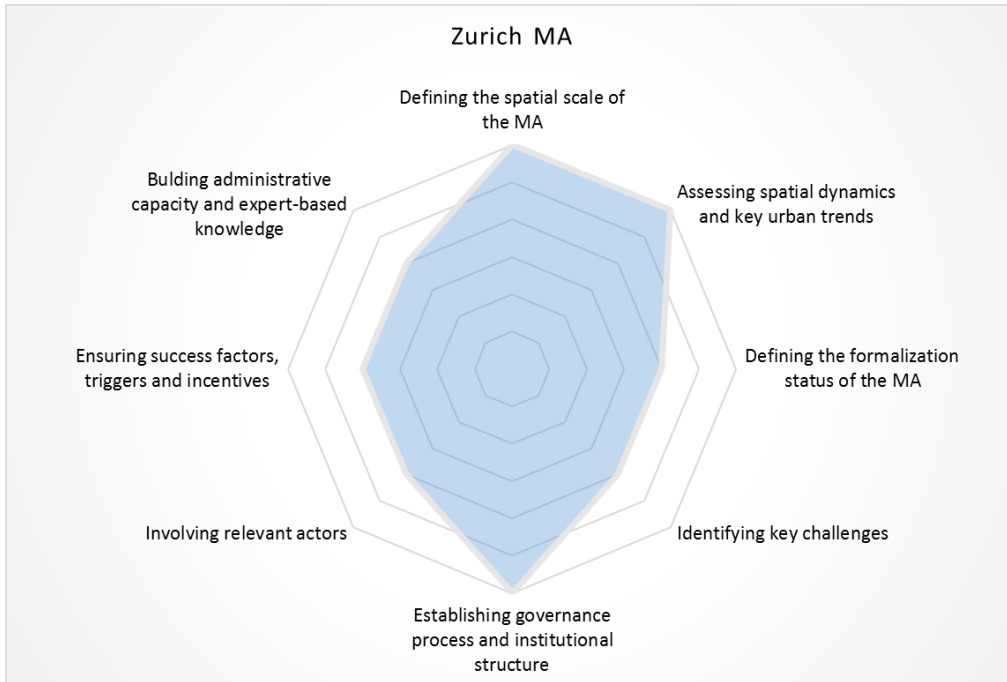 Zurich MA
Defining the spatial scale of
the MA
Assessing spatial dynamics
and key urban trends
Defining the formalization
status of the MA
Identifying key challenges
Establishing governance
process and institutional
structure
Involving relevant actors
Ensuring success factors,
triggers and incentives
Bulding administrative
capacity and expert-based
knowledge